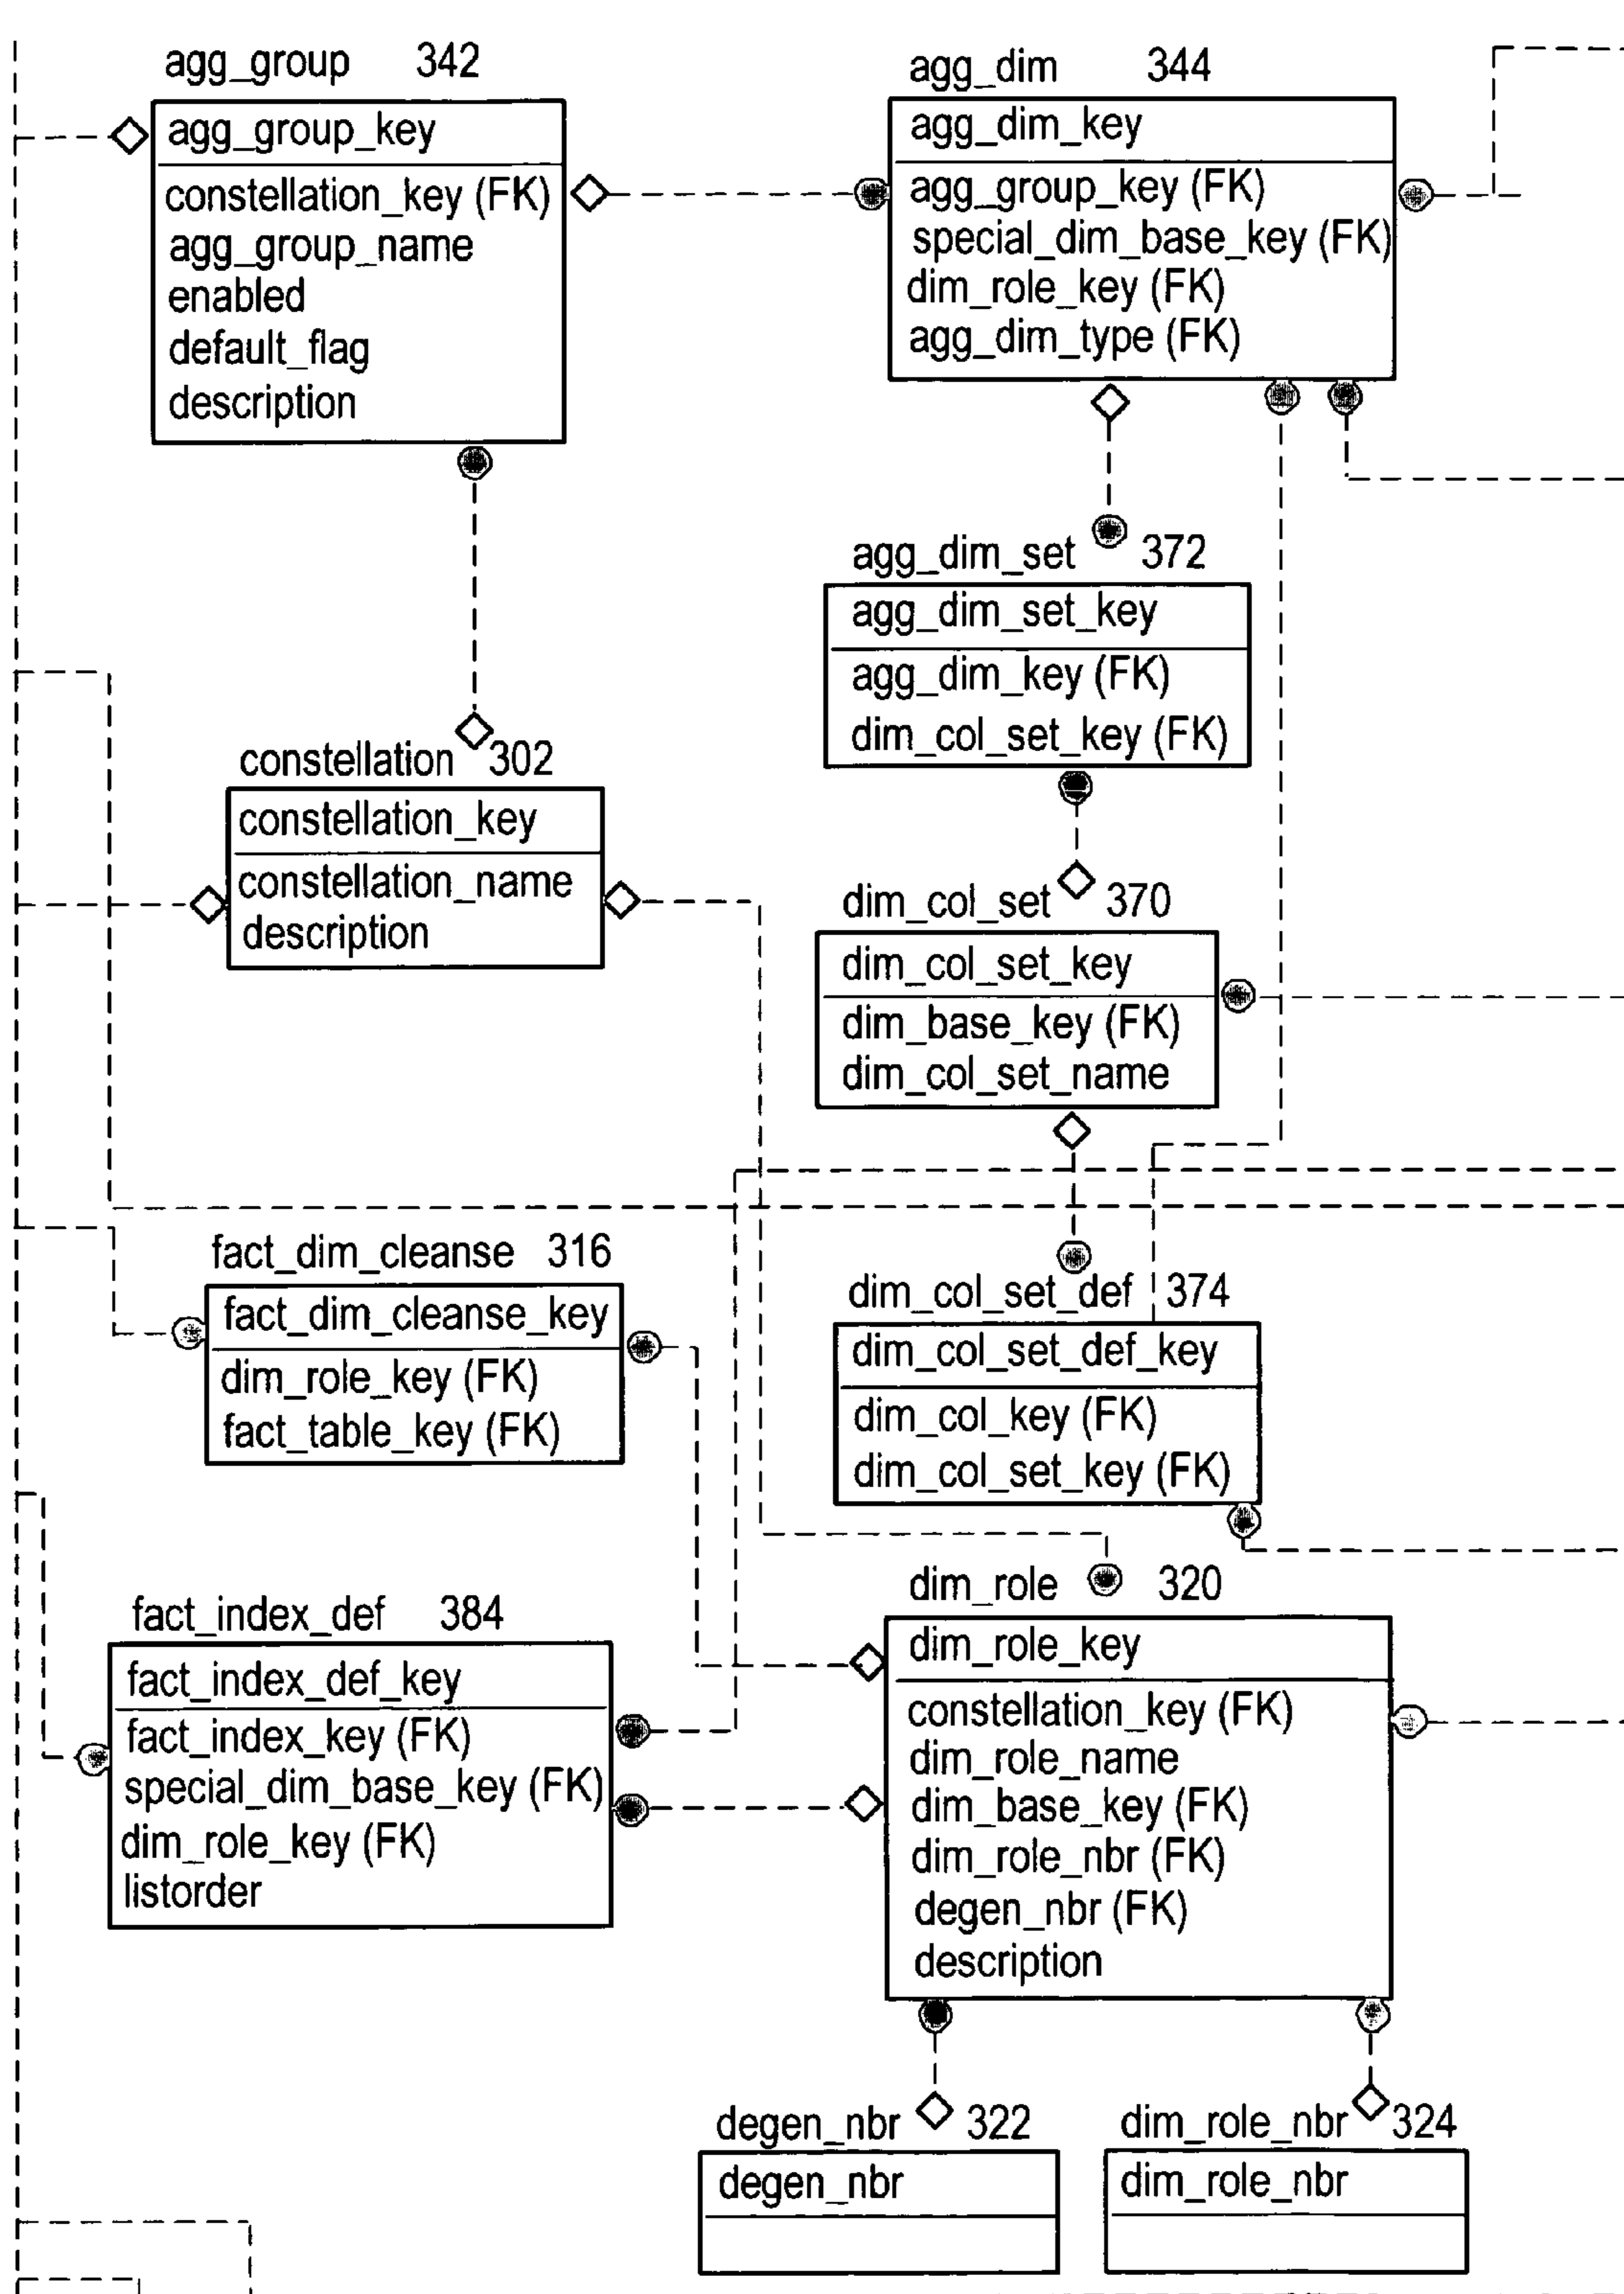 agg_group 342
agg_group_key
constellation_key (FK)
agg_group_name
enabled
default_flag
description
agg_dim 344
agg_dim_key
agg_group_key (FK)
special_dim_base_key (FK)
dim_role_key (FK)
agg_dim_type (FK)
agg_dim_set 372
agg_dim_set_key
agg_dim_key (FK)
dim_col_set_key (FK)
constellation 302
constellation_key
constellation_name
description
dim_col_set 370
dim_col_set_key
dim_base_key (FK)
dim_col_set_name
fact_dim_cleanse 316
fact_dim_cleanse_key
dim_role_key (FK)
fact_table_key (FK)
dim_col_set_def 374
dim_col_set_def_key
dim_col_key (FK)
dim_col_set_key (FK)
fact_index_def 384
fact_index_def_key
fact_index_key (FK)
special_dim_base_key (FK)
dim_role_key (FK)
listorder
dim_role 320
dim_role_key
constellation_key (FK)
dim_role_name
dim_base_key (FK)
dim_role_nbr (FK)
degen_nbr (FK)
description
degen_nbr 322
degen_nbr
dim_role_nbr 324
dim_role_nbr